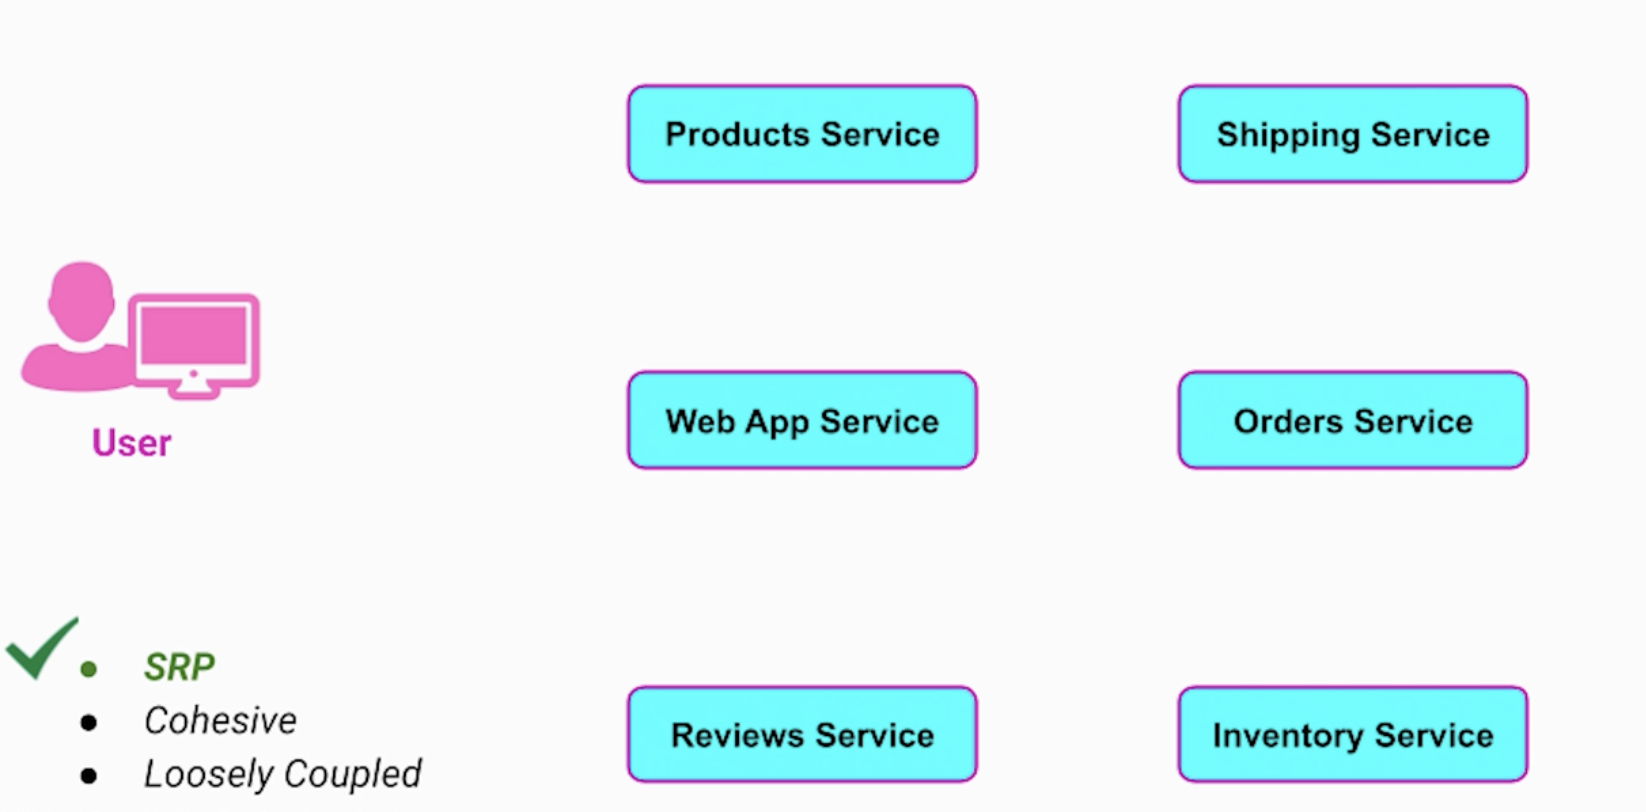 Products Service
Shipping Service
User
Web App Service
Orders Service
SRP
Cohesive
Loosely Coupled
Reviews Service
Inventory Service